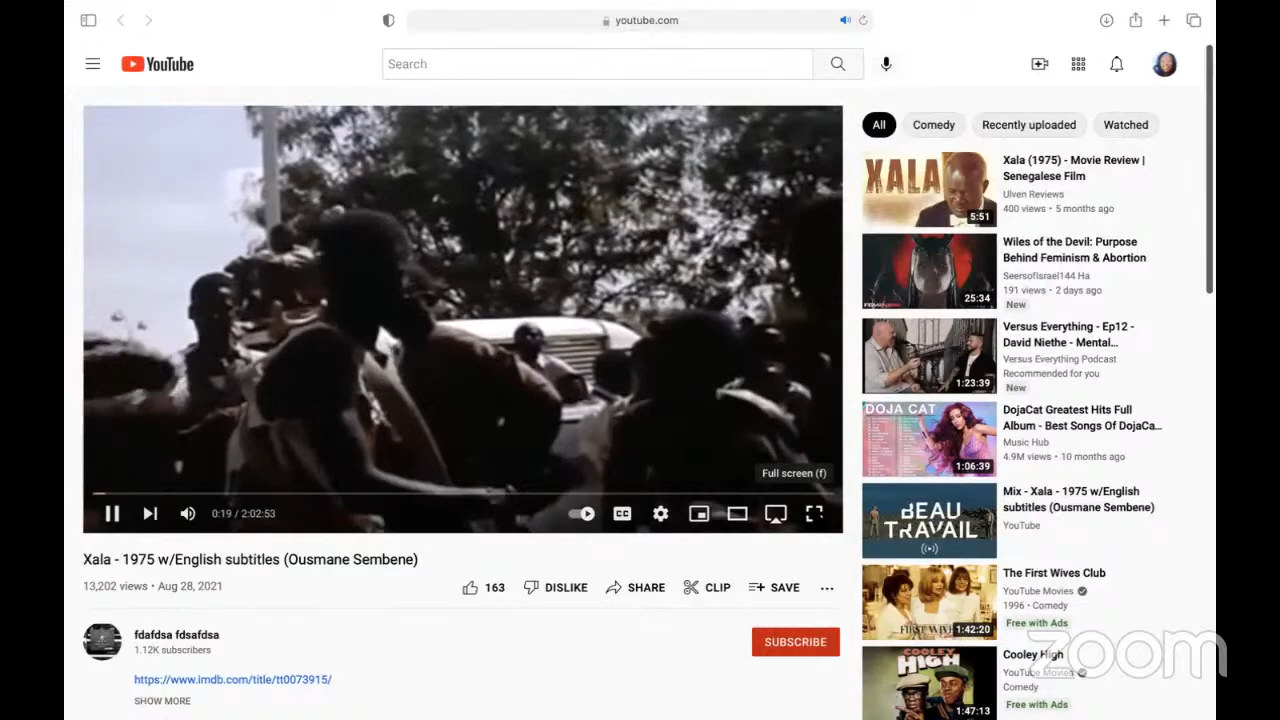 youtube.com
YouTube
Search
All
Comedy
Recently uploaded
Watched
XALA
5:51
Xala (1975) - Movie Review |
Senegalese Film
Ulven Reviews
400 views • 5 months ago
25:34
Wiles of the Devil: Purpose
Behind Feminism & Abortion
SeersofIsrael144 Ha
191 views • 2 days ago
New
1:23:39
Versus Everything - Ep12 -
David Niethe - Mental...
Versus Everything Podcast
Recommended for you
New
DOJA CAT
1:06:39
DojaCat Greatest Hits Full
Album - Best Songs Of DojaCa...
Music Hub
4.9M views • 10 months ago
BEAU
TRAVAIL
Mix - Xala - 1975 w/English
subtitles (Ousmane Sembene)
YouTube
1:42:20
The First Wives Club
YouTube Movies
1996 • Comedy
Free with Ads
COOLEY
HIGH
1:47:13
Cooley High
YouTube Movies
Comedy
Free with Ads
Full screen (f)
0:19 / 2:02:53
CC
Xala - 1975 w/English subtitles (Ousmane Sembene)
13,202 views • Aug 28, 2021
163
DISLIKE
SHARE
CLIP
SAVE
fdafdsa fdsafdsa
1.12K subscribers
SUBSCRIBE
https://www.imdb.com/title/tt0073915/
SHOW MORE
zoom